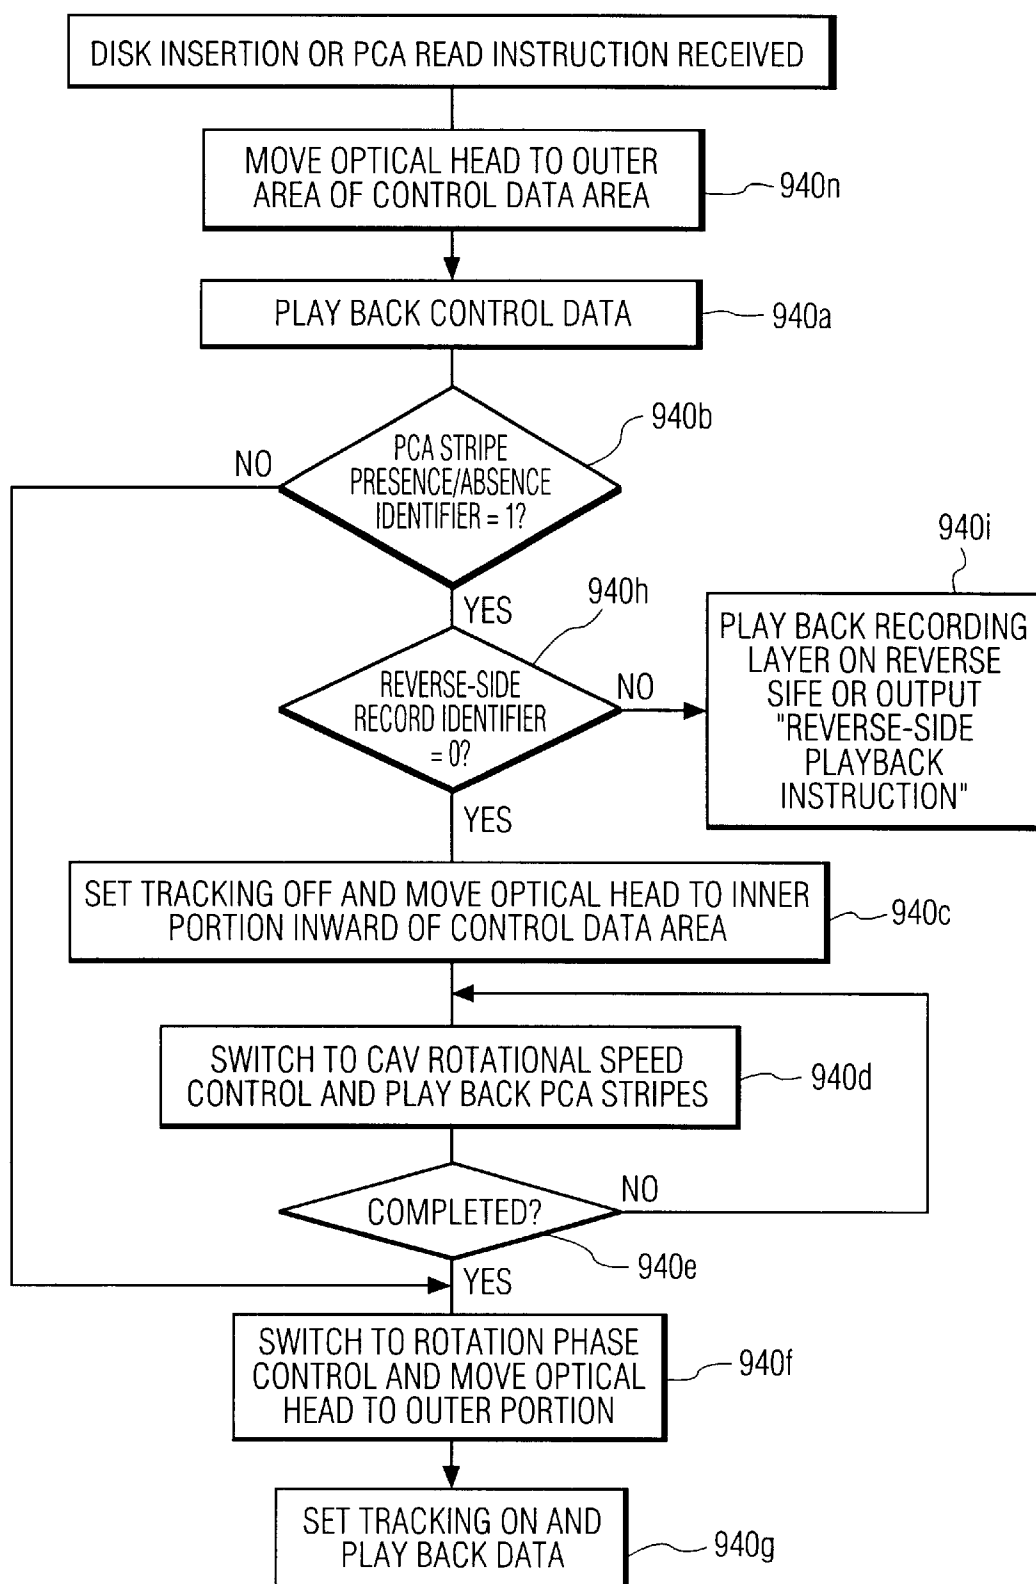 DISK INSERTION OR PCA READ INSTRUCTION RECEIVED
MOVE OPTICAL HEAD TO OUTER
AREA OF CONTROL DATA AREA
940n
PLAY BACK CONTROL DATA
940a
940b
PCA STRIPE
PRESENCE/ABSENCE
IDENTIFIER = 1?
NO
YES
940h
REVERSE-SIDE
RECORD IDENTIFIER
= 0?
NO
YES
940i
PLAY BACK RECORDING
LAYER ON REVERSE
SIFE OR OUTPUT
"REVERSE-SIDE
PLAYBACK
INSTRUCTION"
SET TRACKING OFF AND MOVE OPTICAL HEAD TO INNER
PORTION INWARD OF CONTROL DATA AREA
940c
SWITCH TO CAV ROTATIONAL SPEED
CONTROL AND PLAY BACK PCA STRIPES
940d
COMPLETED?
NO
940e
YES
SWITCH TO ROTATION PHASE
CONTROL AND MOVE OPTICAL
HEAD TO OUTER PORTION
940f
SET TRACKING ON AND
PLAY BACK DATA
940g